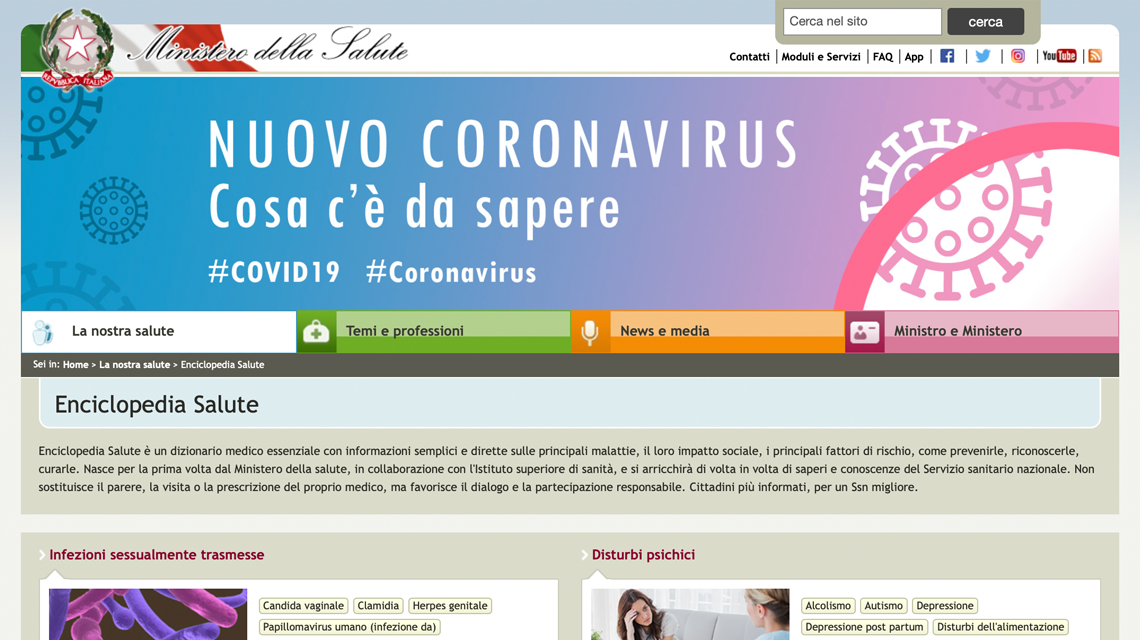 Cerca nel sito
cerca
REPVBBLICA ITALIANA
Ministero della Salute
Contatti Moduli e Servizi FAQ App YouTube
NUOVO CORONAVIRUS
Cosa c'è da sapere
#COVID19 #Coronavirus
La nostra salute
Temi e professioni
News e media
Ministro e Ministero
Sei in: Home > La nostra salute > Enciclopedia Salute
Enciclopedia Salute
Enciclopedia Salute è un dizionario medico essenziale con informazioni semplici e dirette sulle principali malattie, il loro impatto sociale, i principali fattori di rischio, come prevenirle, riconoscerle,
curarle. Nasce per la prima volta dal Ministero della salute, in collaborazione con l'Istituto superiore di sanità, e si arricchirà di volta in volta di saperi e conoscenze del Servizio sanitario nazionale. Non
sostituisce il parere, la visita o la prescrizione del proprio medico, ma favorisce il dialogo e la partecipazione responsabile. Cittadini più informati, per un Ssn migliore.
Infezioni sessualmente trasmesse
Candida vaginale Clamidia Herpes genitale
Papillomavirus umano (infezione da)
Disturbi psichici
Alcolismo Autismo Depressione
Depressione post partum Disturbi dell'alimentazione